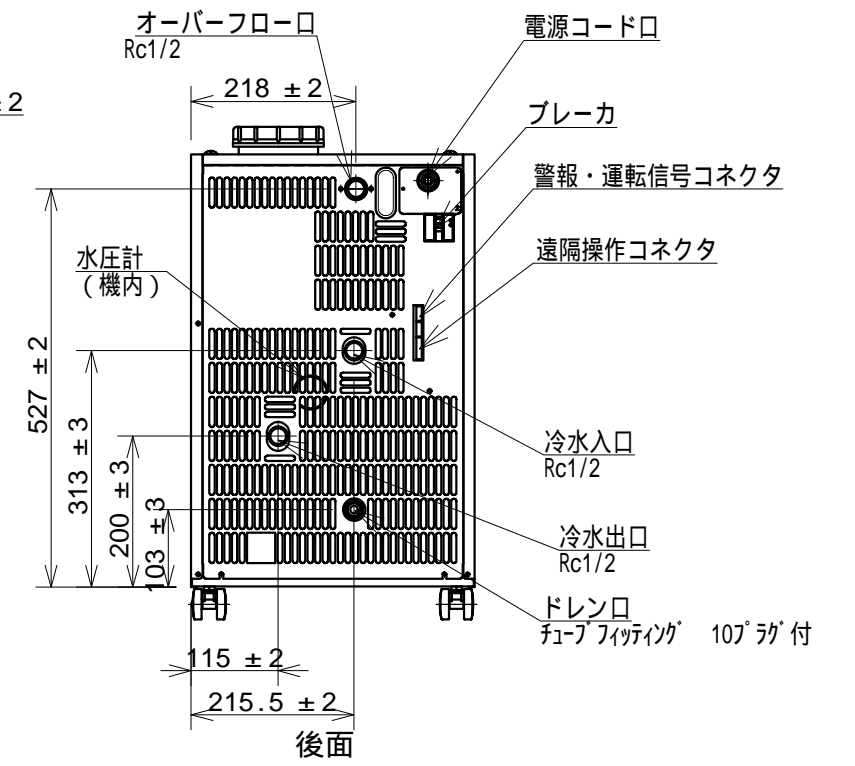 オーバーフロー口
Rc1/2
電源コード口
218 ±2
±2
ブレーカ
警報・運転信号コネクタ
遠隔操作コネクタ
水圧計
(機内)
527 ±2
313 ±3
200 ±3
103 ±3
冷水入口
Rc1/2
冷水出口
Rc1/2
ドレン口
チューブフィッティング 10プラグ付
115 ±2
215.5 ±2
後面